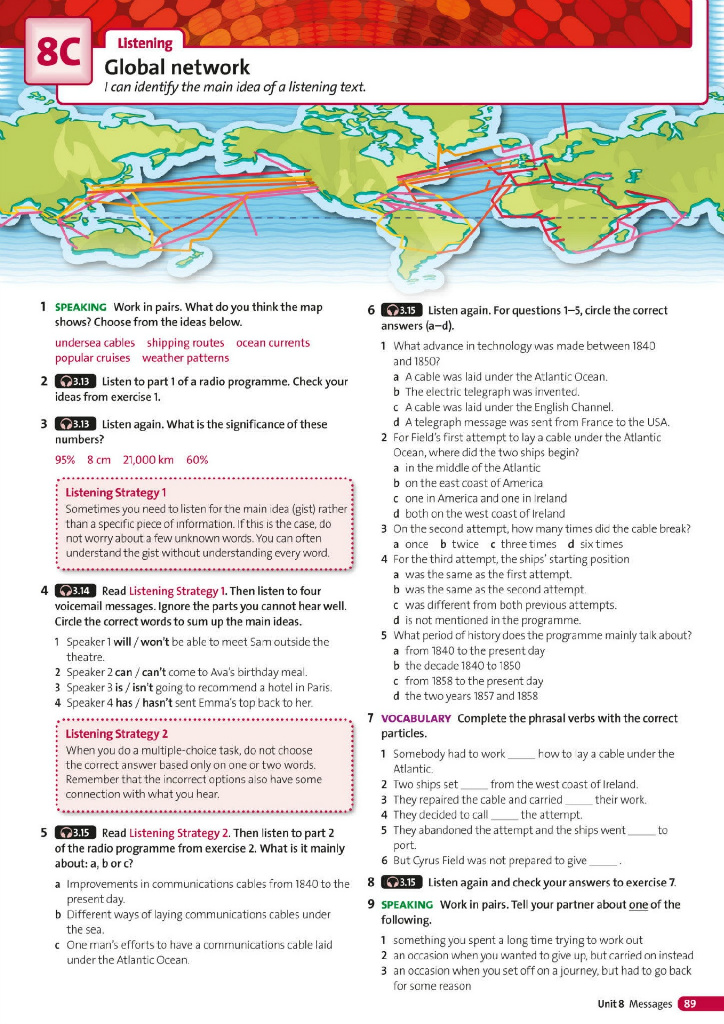 8C
Listening
Global network
I can identify the main idea of a listening text.
1 SPEAKING Work in pairs. What do you think the map
shows? Choose from the ideas below.
undersea cables shipping routes ocean currents
popular cruises weather patterns
2 3.13 Listen to part 1 of a radio programme. Check your
ideas from exercise 1.
3 3.13 Listen again. What is the significance of these
numbers?
95% 8 cm 21,000 km 60%
Listening Strategy 1
Sometimes you need to listen for the main idea (gist) rather
than a specific piece of information. If this is the case, do
not worry about a few unknown words. You can often
understand the gist without understanding every word.
4 3.14 Read Listening Strategy 1. Then listen to four
voicemail messages. Ignore the parts you cannot hear well.
Circle the correct words to sum up the main ideas.
1 Speaker 1 will / won't be able to meet Sam outside the
theatre.
2 Speaker 2 can / can't come to Ava's birthday meal.
3 Speaker 3 is / isn't going to recommend a hotel in Paris.
4 Speaker 4 has / hasn't sent Emma's top back to her.
Listening Strategy 2
When you do a multiple-choice task, do not choose
the correct answer based only on one or two words.
Remember that the incorrect options also have some
connection with what you hear.
5 3.15 Read Listening Strategy 2. Then listen to part 2
of the radio programme from exercise 2. What is it mainly
about: a, b or c?
a Improvements in communications cables from 1840 to the
present day.
b Different ways of laying communications cables under
the sea.
c One man's efforts to have a communications cable laid
under the Atlantic Ocean.
6 3.15 Listen again. For questions 1–5, circle the correct
answers (a–d).
1 What advance in technology was made between 1840
and 1850?
a A cable was laid under the Atlantic Ocean.
b The electric telegraph was invented.
c A cable was laid under the English Channel.
d A telegraph message was sent from France to the USA.
2 For Field's first attempt to lay a cable under the Atlantic
Ocean, where did the two ships begin?
a in the middle of the Atlantic
b on the east coast of America
c one in America and one in Ireland
d both on the west coast of Ireland
3 On the second attempt, how many times did the cable break?
a once b twice c three times d six times
4 For the third attempt, the ships' starting position
a was the same as the first attempt.
b was the same as the second attempt.
c was different from both previous attempts.
d is not mentioned in the programme.
5 What period of history does the programme mainly talk about?
a from 1840 to the present day
b the decade 1840 to 1850
c from 1858 to the present day
d the two years 1857 and 1858
7 VOCABULARY Complete the phrasal verbs with the correct
particles.
1 Somebody had to work _____ how to lay a cable under the
Atlantic.
2 Two ships set _____ from the west coast of Ireland.
3 They repaired the cable and carried _____ their work.
4 They decided to call _____ the attempt.
5 They abandoned the attempt and the ships went _____ to
port.
6 But Cyrus Field was not prepared to give _____ .
8 3.15 Listen again and check your answers to exercise 7.
9 SPEAKING Work in pairs. Tell your partner about one of the
following.
1 something you spent a long time trying to work out
2 an occasion when you wanted to give up, but carried on instead
3 an occasion when you set off on a journey, but had to go back
for some reason
Unit 8 Messages 89